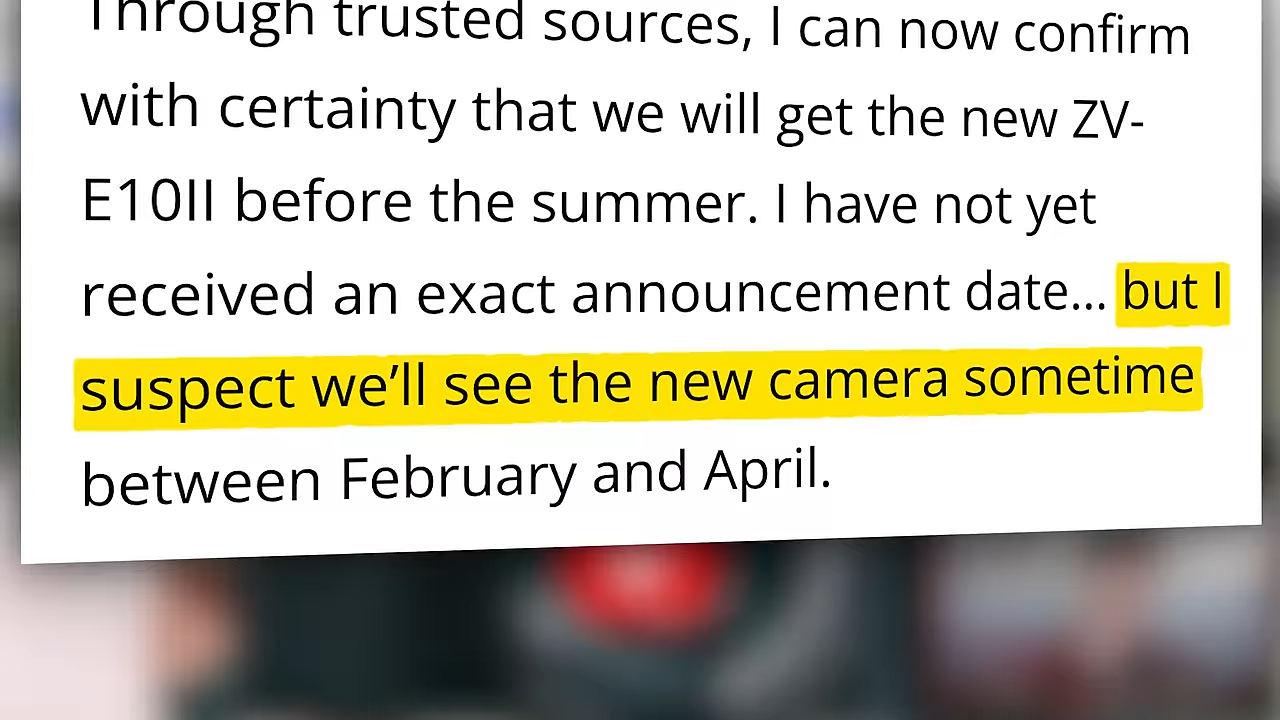 Through trusted sources, I can now confirm
with certainty that we will get the new ZV-
E10II before the summer. I have not yet
received an exact announcement date... but I
suspect we'll see the new camera sometime
between February and April.